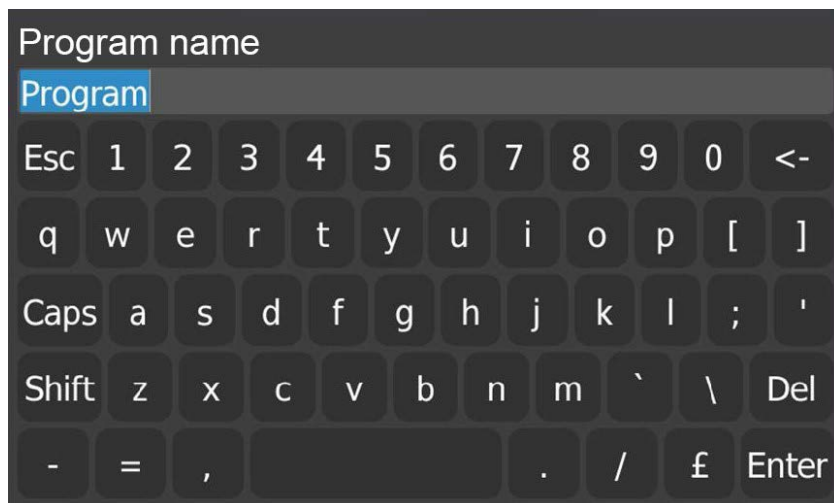 Program name
Program
Esc 1 2 3 4 5 6 7 8 9 0 <-
q w e r t y u i o p [ ]
Caps a s d f g h j k l ; '
Shift z x c v b n m ` \ Del
- = , . / £ Enter